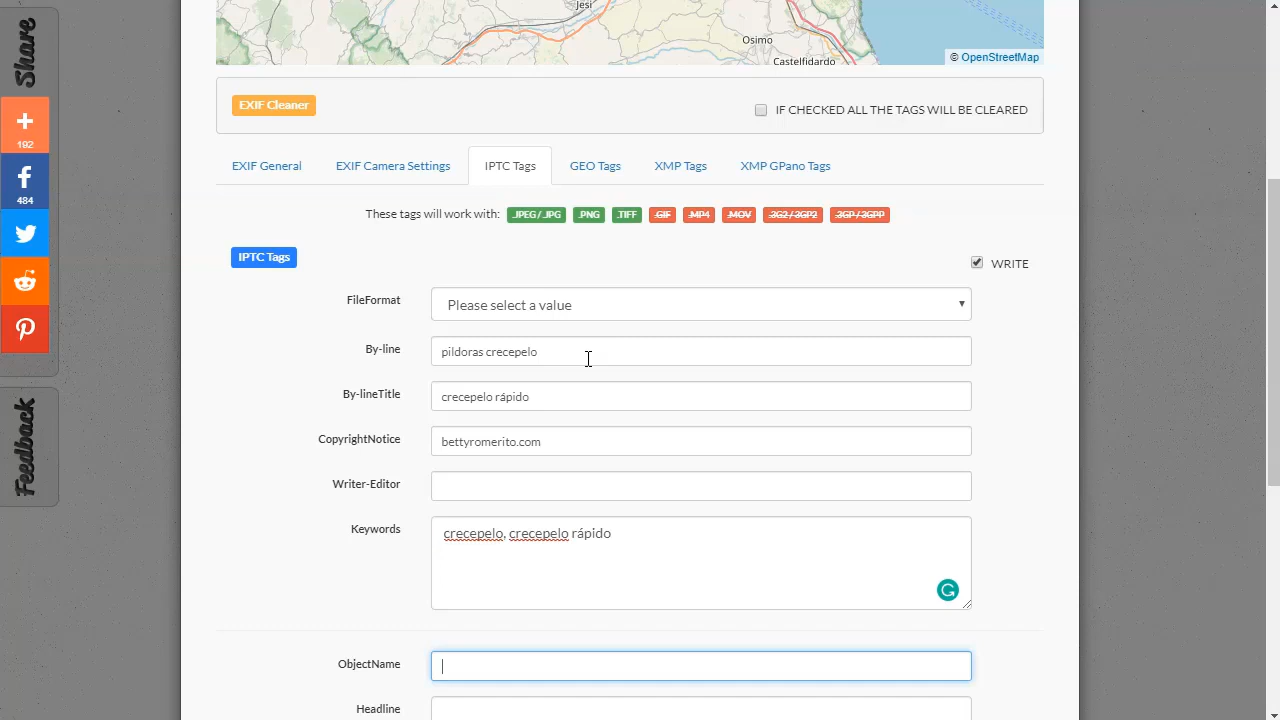 Share
192
484
Feedback
Jesi
Osimo
Castelfidardo
© OpenStreetMap
EXIF Cleaner
IF CHECKED ALL THE TAGS WILL BE CLEARED
EXIF General
EXIF Camera Settings
IPTC Tags
GEO Tags
XMP Tags
XMP GPano Tags
These tags will work with: .JPEG / .JPG .PNG .TIFF .GIF .MP4 .MOV .3G2 / 3GP2 .3GP / 3GPP
IPTC Tags
WRITE
FileFormat
Please select a value
By-line
pildoras crecepelo
By-lineTitle
crecepelo rápido
CopyrightNotice
bettyromerito.com
Writer-Editor
Keywords
crecepelo, crecepelo rápido
ObjectName
Headline